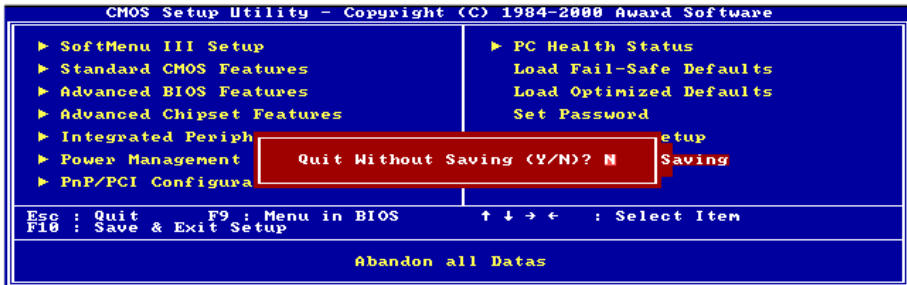 CMOS Setup Utility - Copyright (C) 1984-2000 Award Software
► SoftMenu III Setup
► Standard CMOS Features
► Advanced BIOS Features
► Advanced Chipset Features
► Integrated Periph
► Power Management
► PnP/PCI Configura
► PC Health Status
Load Fail-Safe Defaults
Load Optimized Defaults
Set Password
etup
Saving
Quit Without Saving (Y/N)? N
Esc : Quit F9 : Menu in BIOS ↑ ↓ → ← : Select Item
F10 : Save & Exit Setup
Abandon all Datas